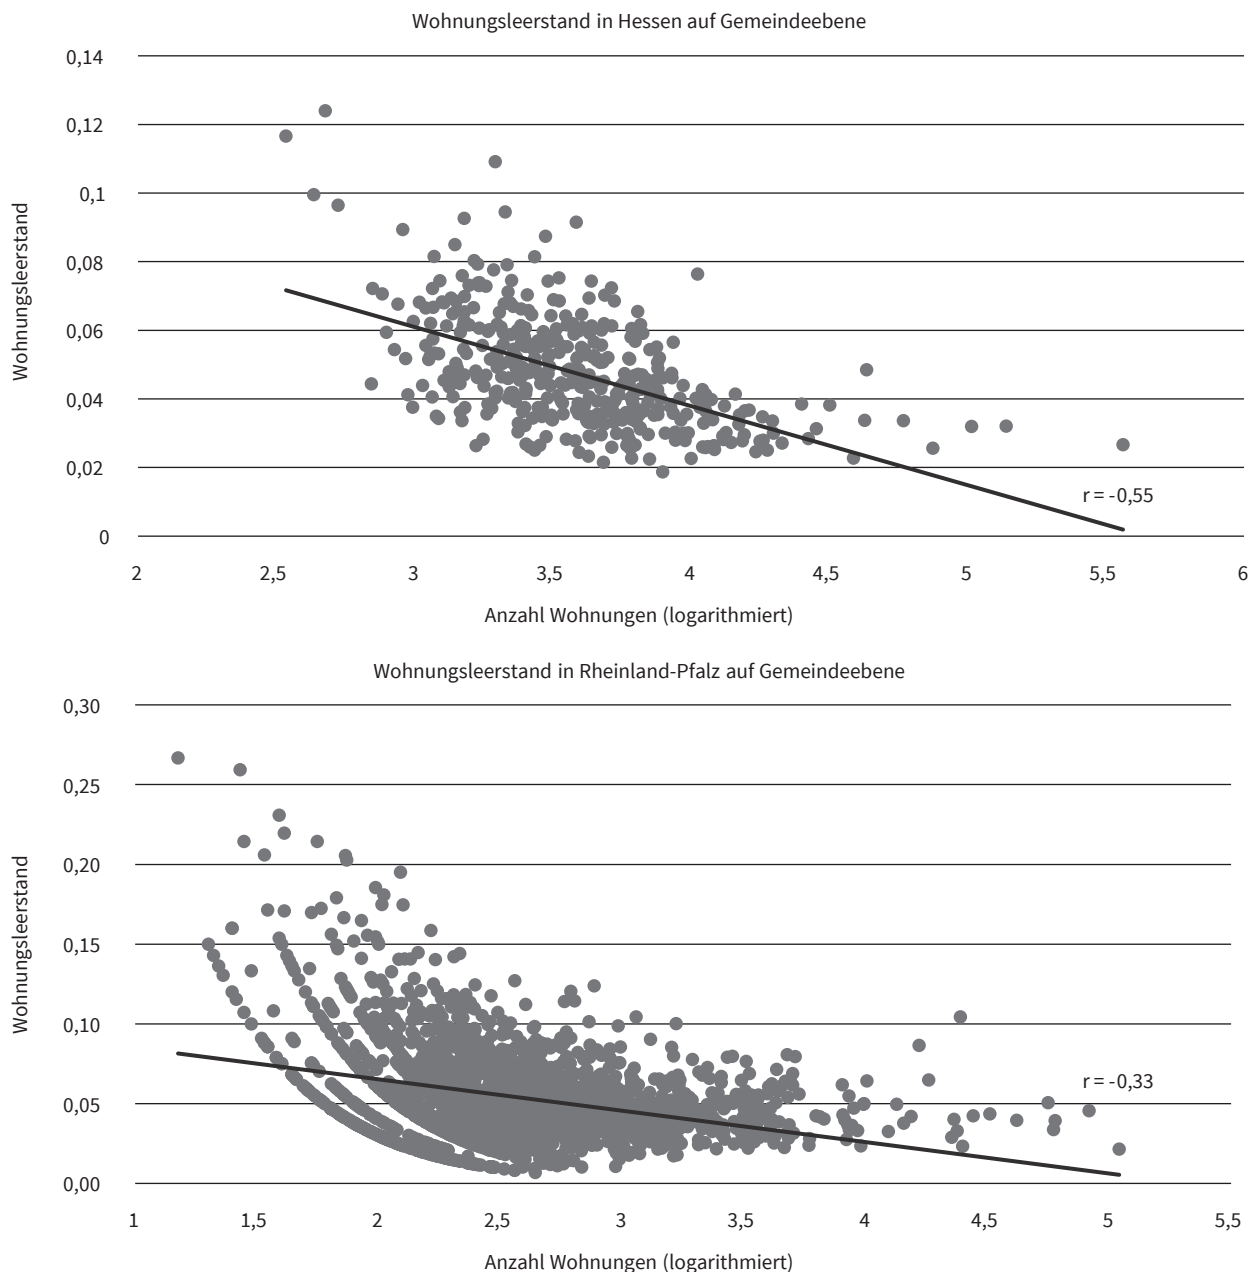 Wohnungsleerstand in Hessen auf Gemeindeebene
0,14
0,12
0,1
0,08
0,06
0,04
0,02
0
Wohnungsleerstand
r = -0,55
2 2,5 3 3,5 4 4,5 5 5,5 6
Anzahl Wohnungen (logarithmiert)
Wohnungsleerstand in Rheinland-Pfalz auf Gemeindeebene
0,30
0,25
0,20
0,15
0,10
0,05
0,00
Wohnungsleerstand
r = -0,33
1 1,5 2 2,5 3 3,5 4 4,5 5 5,5
Anzahl Wohnungen (logarithmiert)